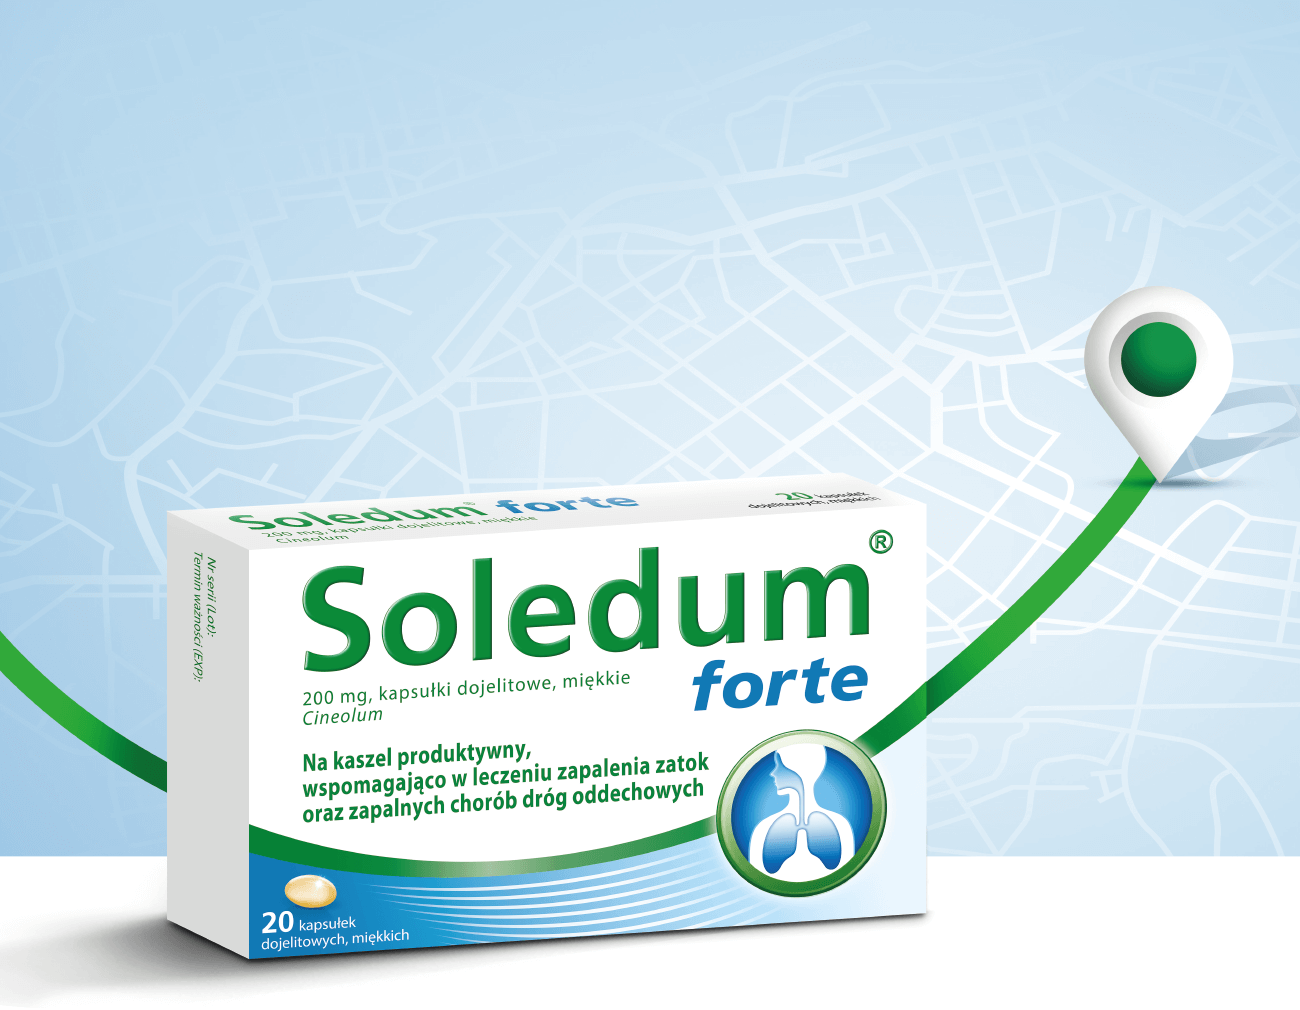 Soledum® forte
200 mg, kapsułki dojelitowe, miękkie
Cineolum
20 kapsułek
dojelitowych, miękkich
Nr serii (Lot):
Termin ważności (EXP):
Soledum®
forte
200 mg, kapsułki dojelitowe, miękkie
Cineolum
Na kaszel produktywny,
wspomagająco w leczeniu zapalenia zatok
oraz zapalnych chorób dróg oddechowych
20 kapsułek
dojelitowych, miękkich